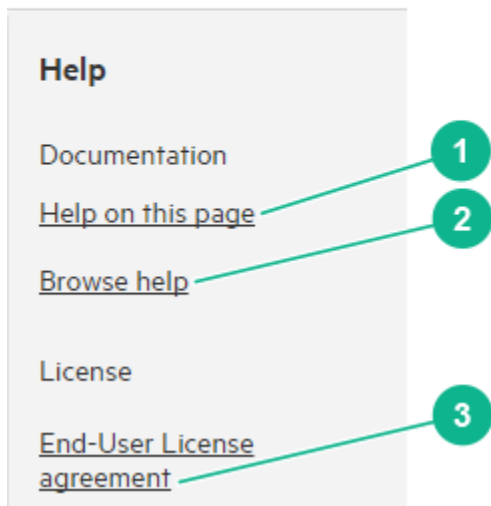 Help
Documentation
1
Help on this page
2
Browse help
License
3
End-User License
agreement